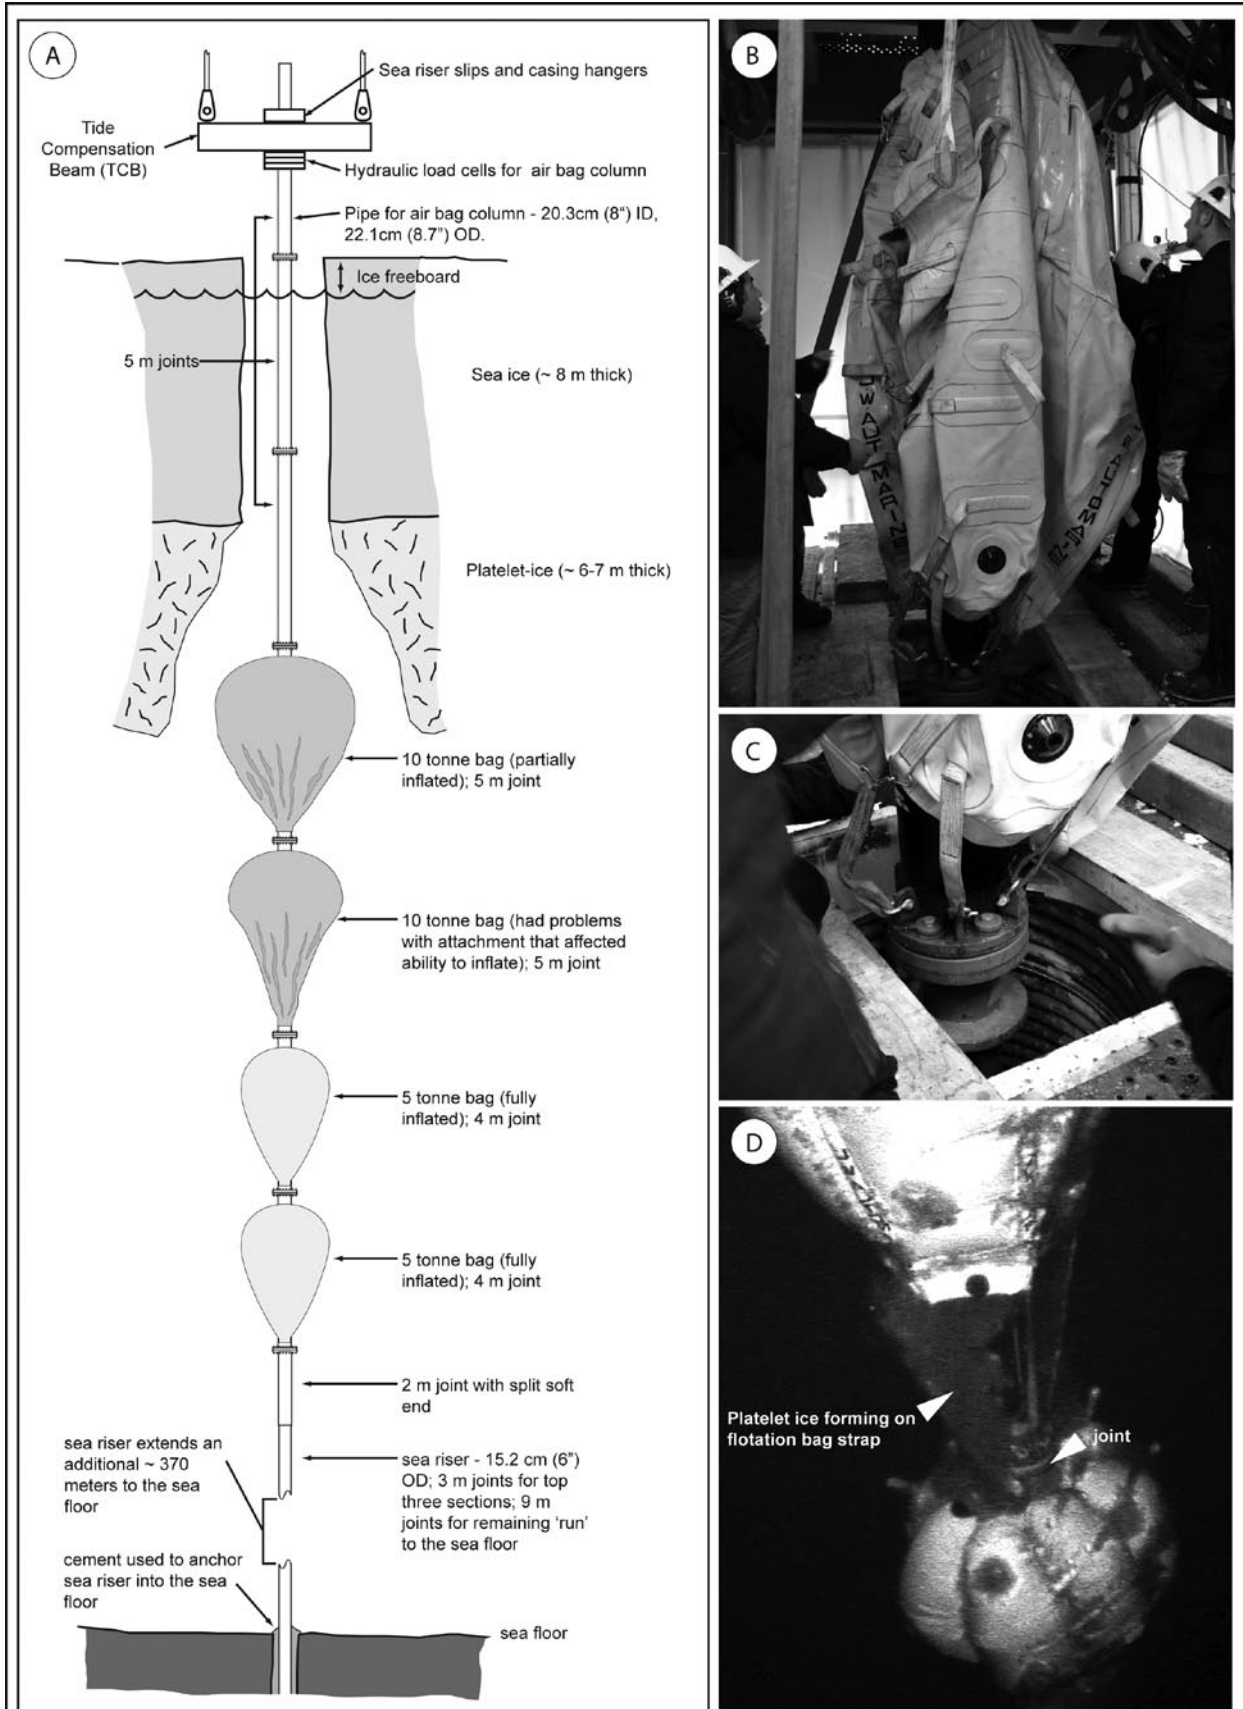 A
Sea riser slips and casing hangers
Tide
Compensation
Beam (TCB)
Hydraulic load cells for air bag column
Pipe for air bag column - 20.3cm (8“) ID,
22.1cm (8.7”) OD.
Ice freeboard
5 m joints
Sea ice (~ 8 m thick)
Platelet-ice (~ 6-7 m thick)
10 tonne bag (partially
inflated); 5 m joint
10 tonne bag (had problems
with attachment that affected
ability to inflate); 5 m joint
5 tonne bag (fully
inflated); 4 m joint
5 tonne bag (fully
inflated); 4 m joint
2 m joint with split soft
end
sea riser extends an
additional ~ 370
meters to the sea
floor
sea riser - 15.2 cm (6”)
OD; 3 m joints for top
three sections; 9 m
joints for remaining ‘run’
to the sea floor
cement used to anchor
sea riser into the sea
floor
sea floor
B
MARINE
C
D
Platelet ice forming on
flotation bag strap
joint